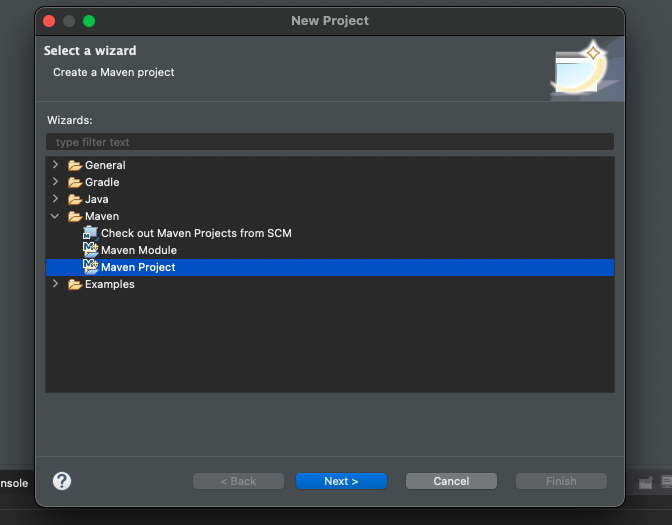 New Project
Select a wizard
Create a Maven project
Wizards:
type filter text
General
Gradle
Java
Maven
Check out Maven Projects from SCM
Maven Module
Maven Project
Examples
nsole
? < Back Next > Cancel Finish